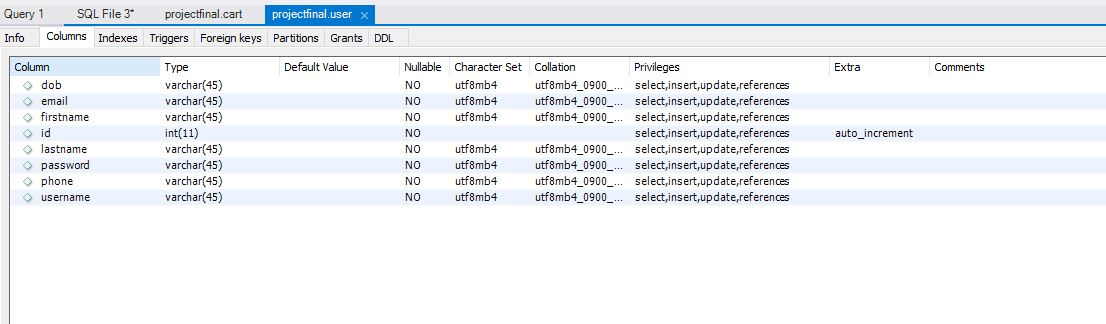 Query 1 SQL File 3* projectfinal.cart projectfinal.user
Info Columns Indexes Triggers Foreign keys Partitions Grants DDL
Column Type Default Value Nullable Character Set Collation Privileges Extra Comments
dob varchar(45) NO utf8mb4 utf8mb4_0900_... select,insert,update,references
email varchar(45) NO utf8mb4 utf8mb4_0900_... select,insert,update,references
firstname varchar(45) NO utf8mb4 utf8mb4_0900_... select,insert,update,references
id int(11) NO select,insert,update,references auto_increment
lastname varchar(45) NO utf8mb4 utf8mb4_0900_... select,insert,update,references
password varchar(45) NO utf8mb4 utf8mb4_0900_... select,insert,update,references
phone varchar(45) NO utf8mb4 utf8mb4_0900_... select,insert,update,references
username varchar(45) NO utf8mb4 utf8mb4_0900_... select,insert,update,references